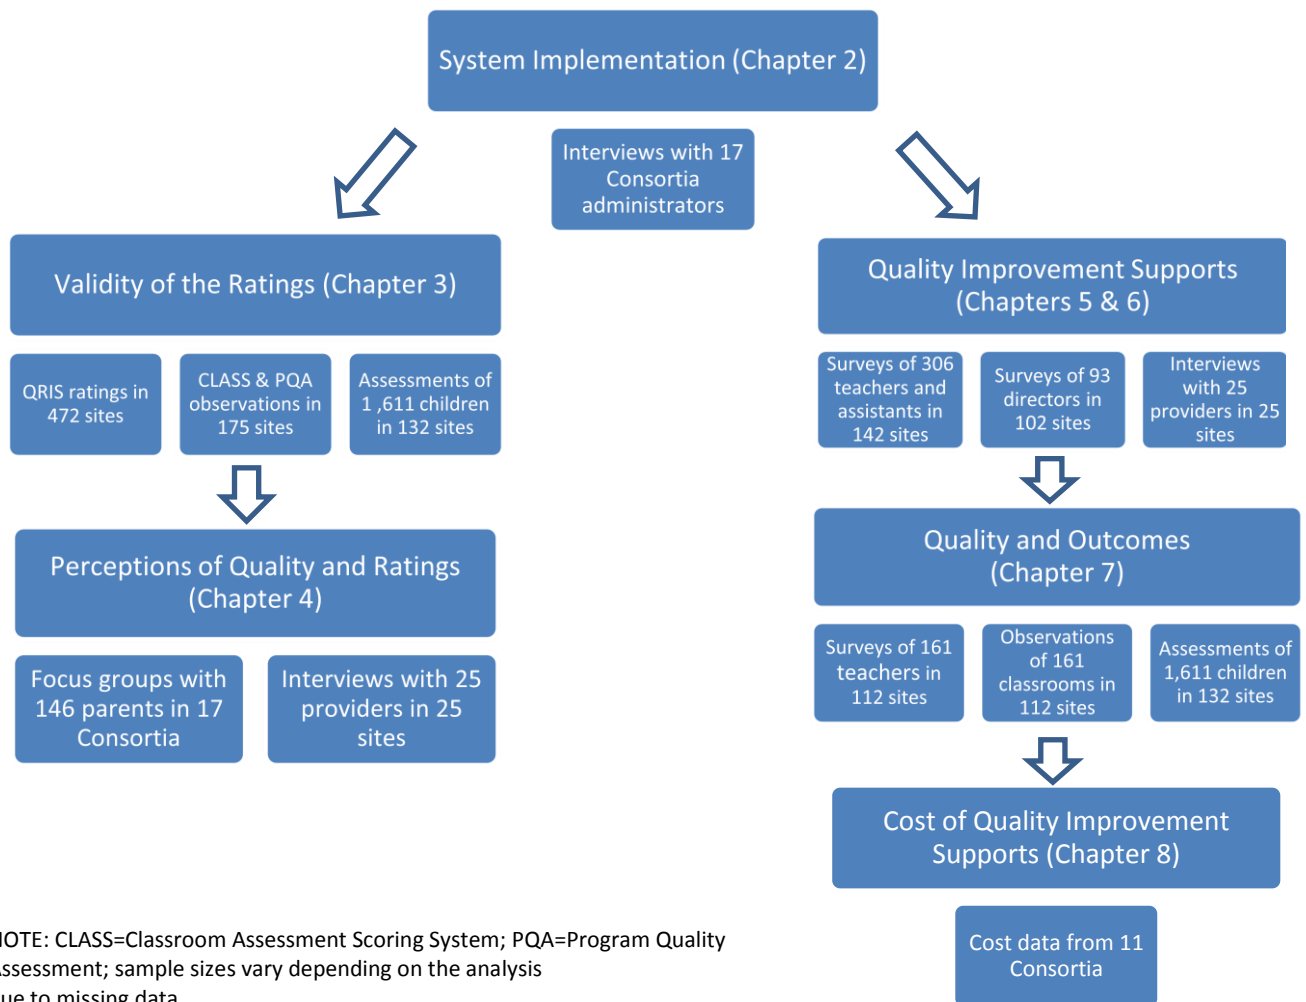 System Implementation (Chapter 2)
Interviews with 17
Consortia
administrators
Validity of the Ratings (Chapter 3)
QRIS ratings in
472 sites
CLASS & PQA
observations in
175 sites
Assessments of
1 ,611 children
in 132 sites
Perceptions of Quality and Ratings
(Chapter 4)
Focus groups with
146 parents in 17
Consortia
Interviews with 25
providers in 25
sites
Quality Improvement Supports
(Chapters 5 & 6)
Surveys of 306
teachers and
assistants in
142 sites
Surveys of 93
directors in
102 sites
Interviews
with 25
providers in 25
sites
Quality and Outcomes
(Chapter 7)
Surveys of 161
teachers in
112 sites
Observations
of 161
classrooms in
112 sites
Assessments of
1,611 children
in 132 sites
Cost of Quality Improvement
Supports (Chapter 8)
Cost data from 11
Consortia
NOTE: CLASS=Classroom Assessment Scoring System; PQA=Program Quality
Assessment; sample sizes vary depending on the analysis
due to missing data